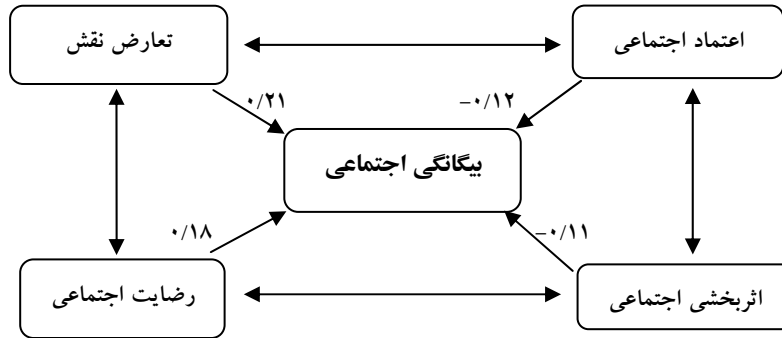 اعتماد اجتماعی
تعارض نقش
-۰/۱۲
۰/۲۱
بیگانگی اجتماعی
-۰/۱۱
۰/۱۸
اثربخشی اجتماعی
رضایت اجتماعی